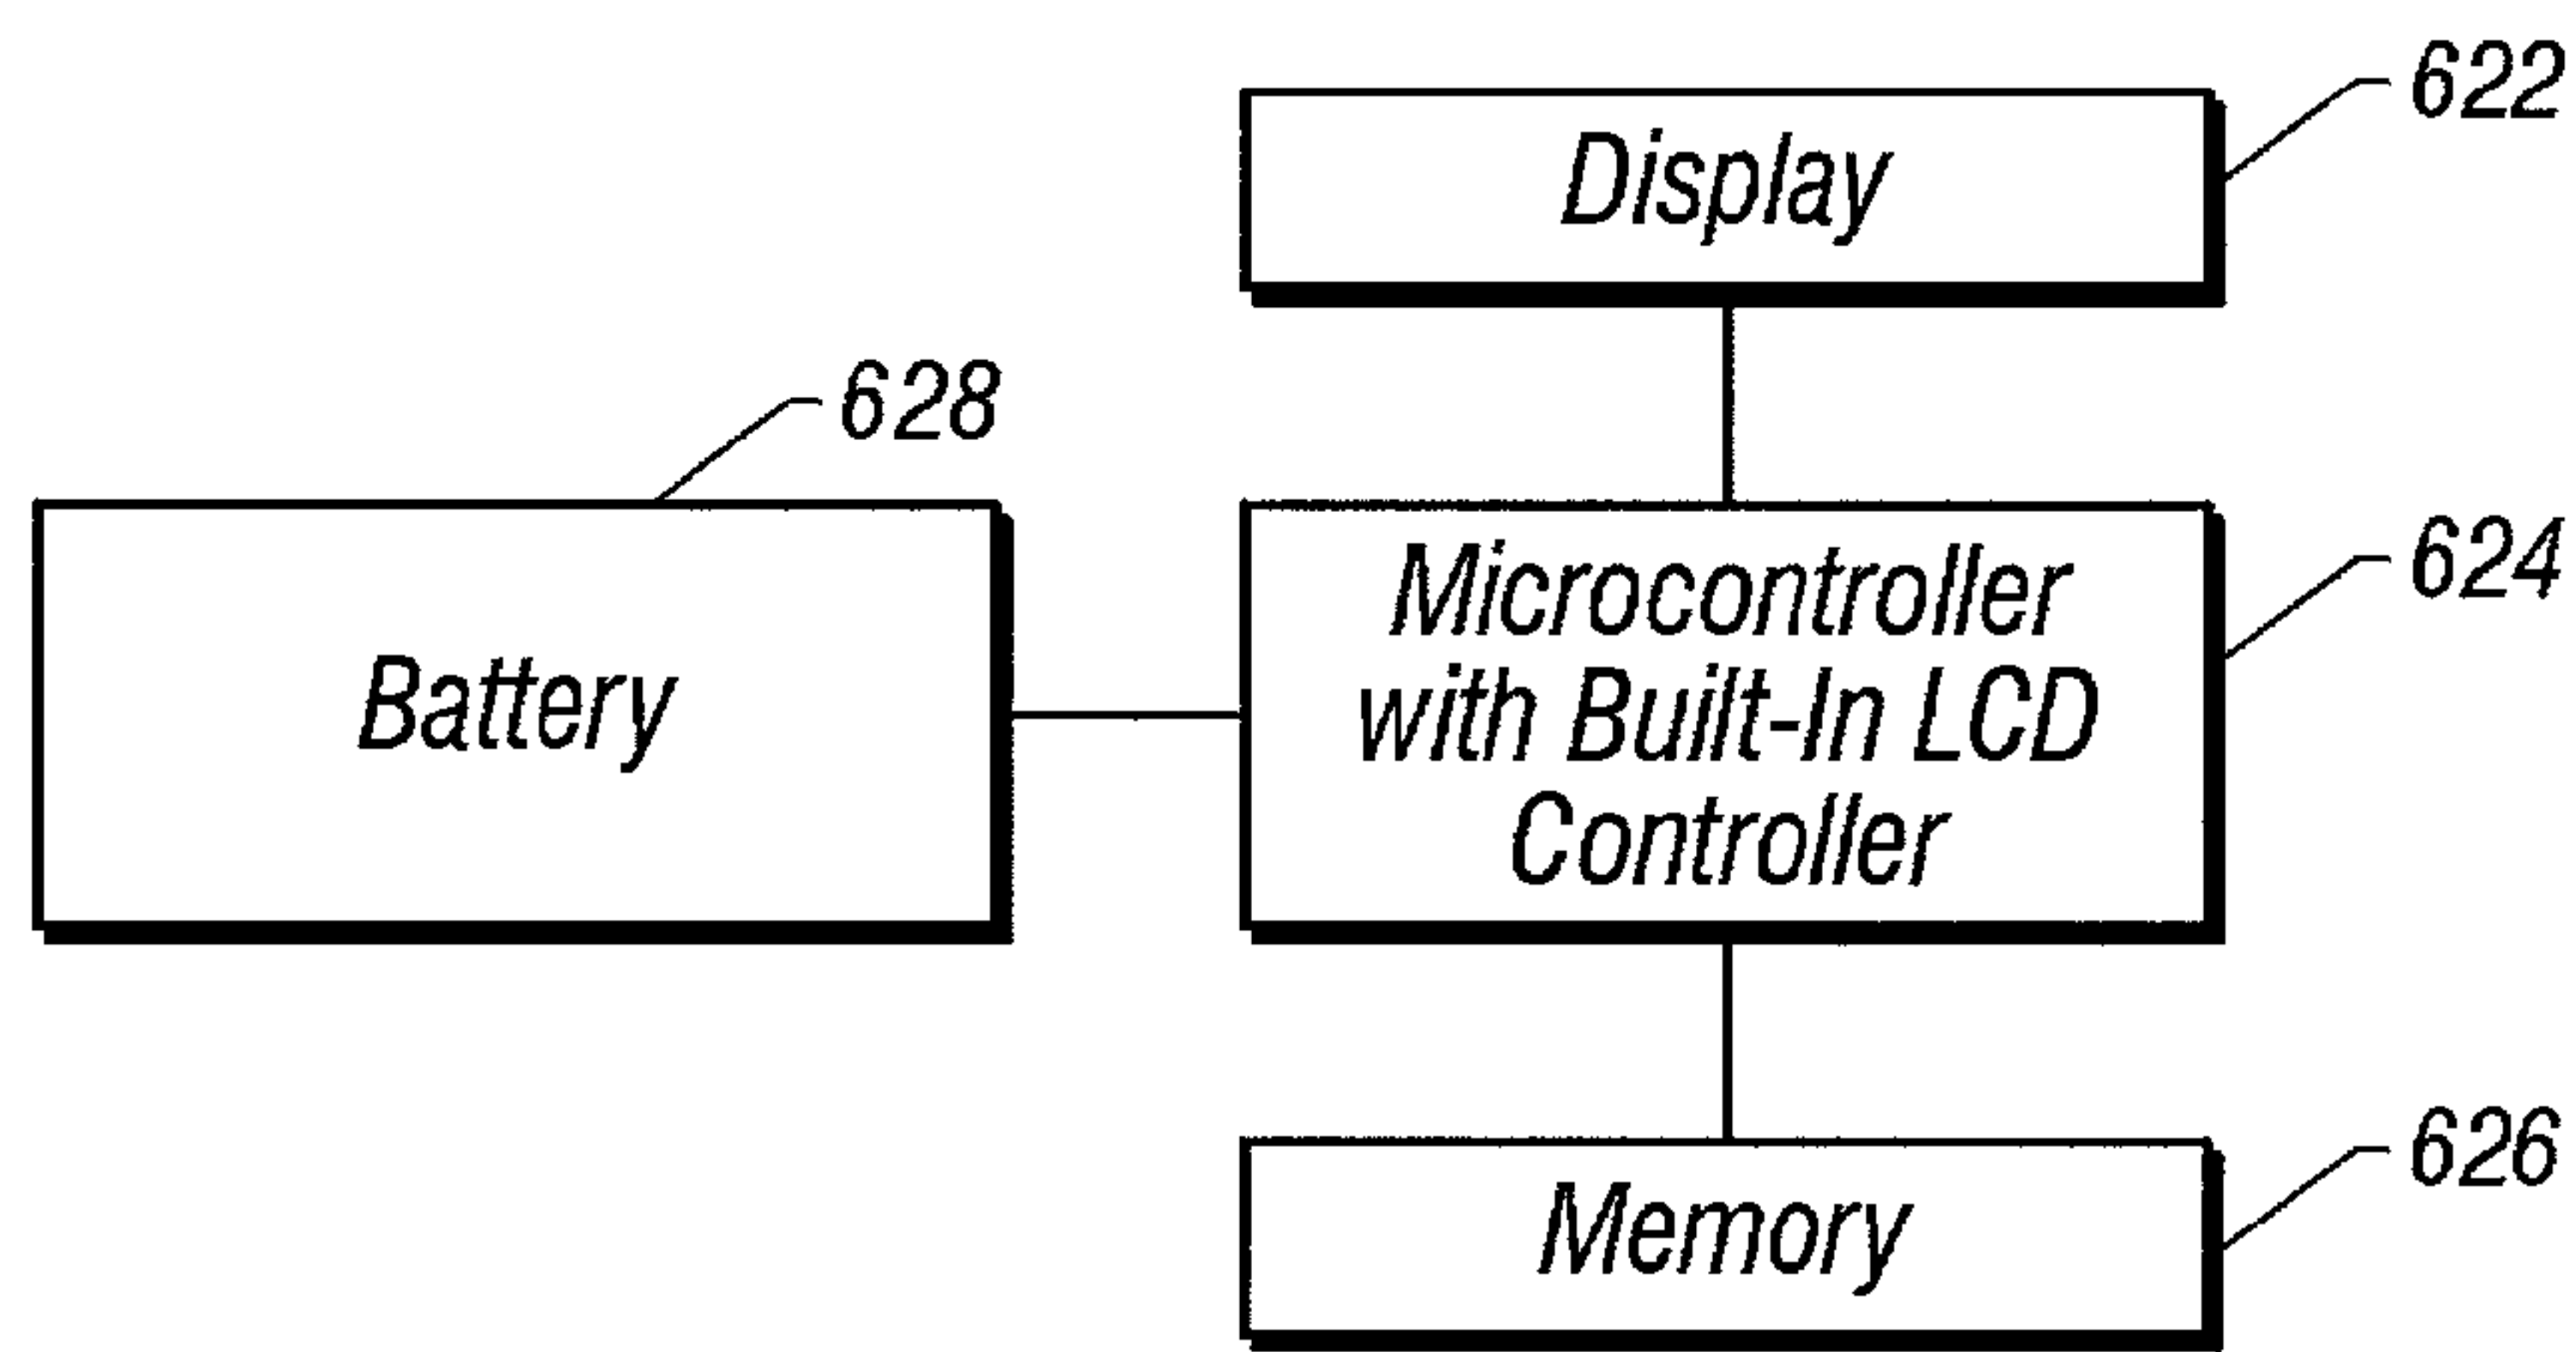 622
Display
628
624
Battery
Microcontroller
with Built-In LCD
Controller
626
Memory